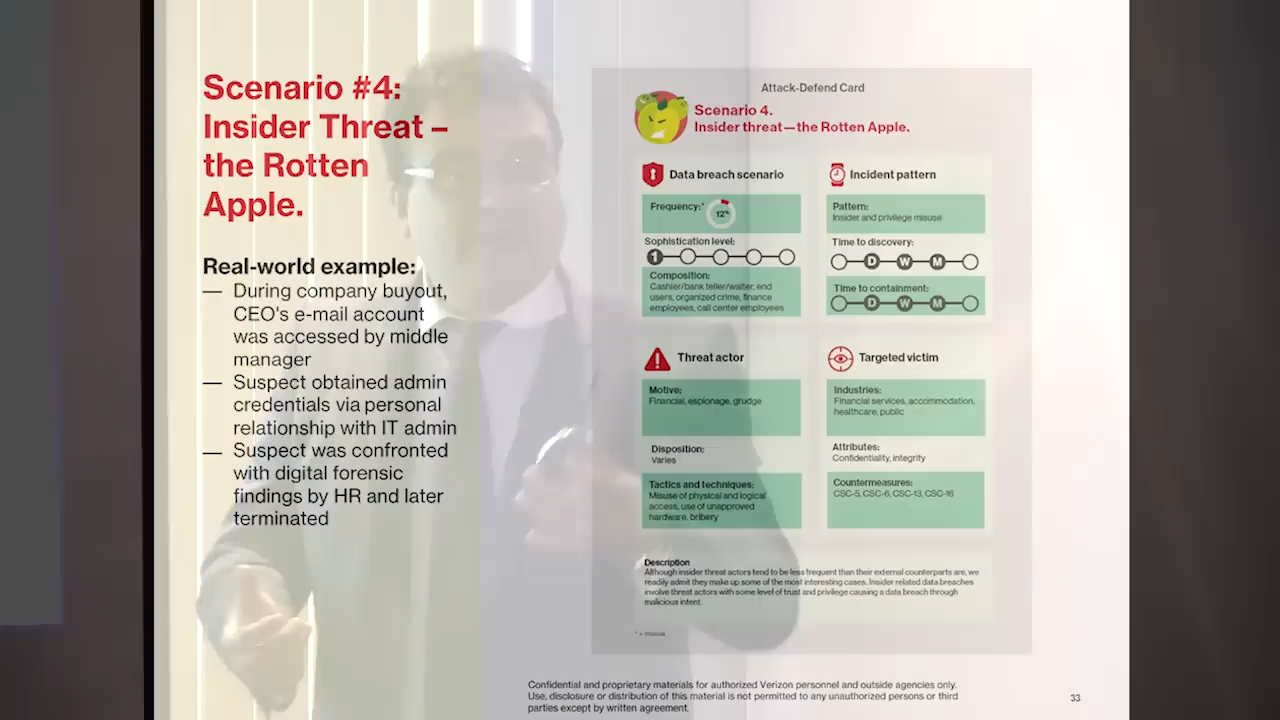 Scenario #4:
Insider Threat –
the Rotten
Apple.
Real-world example:
— During company buyout,
CEO's e-mail account
was accessed by middle
manager
— Suspect obtained admin
credentials via personal
relationship with IT admin
— Suspect was confronted
with digital forensic
findings by HR and later
terminated
Attack-Defend Card
Scenario 4.
Insider threat—the Rotten Apple.
Data breach scenario
Frequency:*
12%
Sophistication level:
1
Composition:
Cashier/bank teller/waiter, end
users, organized crime, finance
employees, call center employees
Incident pattern
Pattern:
Insider and privilege misuse
Time to discovery:
D W M
Time to containment:
D W M
Threat actor
Motive:
Financial, espionage, grudge
Disposition:
Varies
Tactics and techniques:
Misuse of physical and logical
access, use of unapproved
hardware, bribery
Targeted victim
Industries:
Financial services, accommodation,
healthcare, public
Attributes:
Confidentiality, integrity
Countermeasures:
CSC-5, CSC-6, CSC-13, CSC-16
Description
Although insider threat actors tend to be less frequent than their external counterparts are, we
readily admit they make up some of the most interesting cases. Insider related data breaches
involve threat actors with some level of trust and privilege causing a data breach through
malicious intent.
Confidential and proprietary materials for authorized Verizon personnel and outside agencies only.
Use, disclosure or distribution of this material is not permitted to any unauthorized persons or third
parties except by written agreement.
33